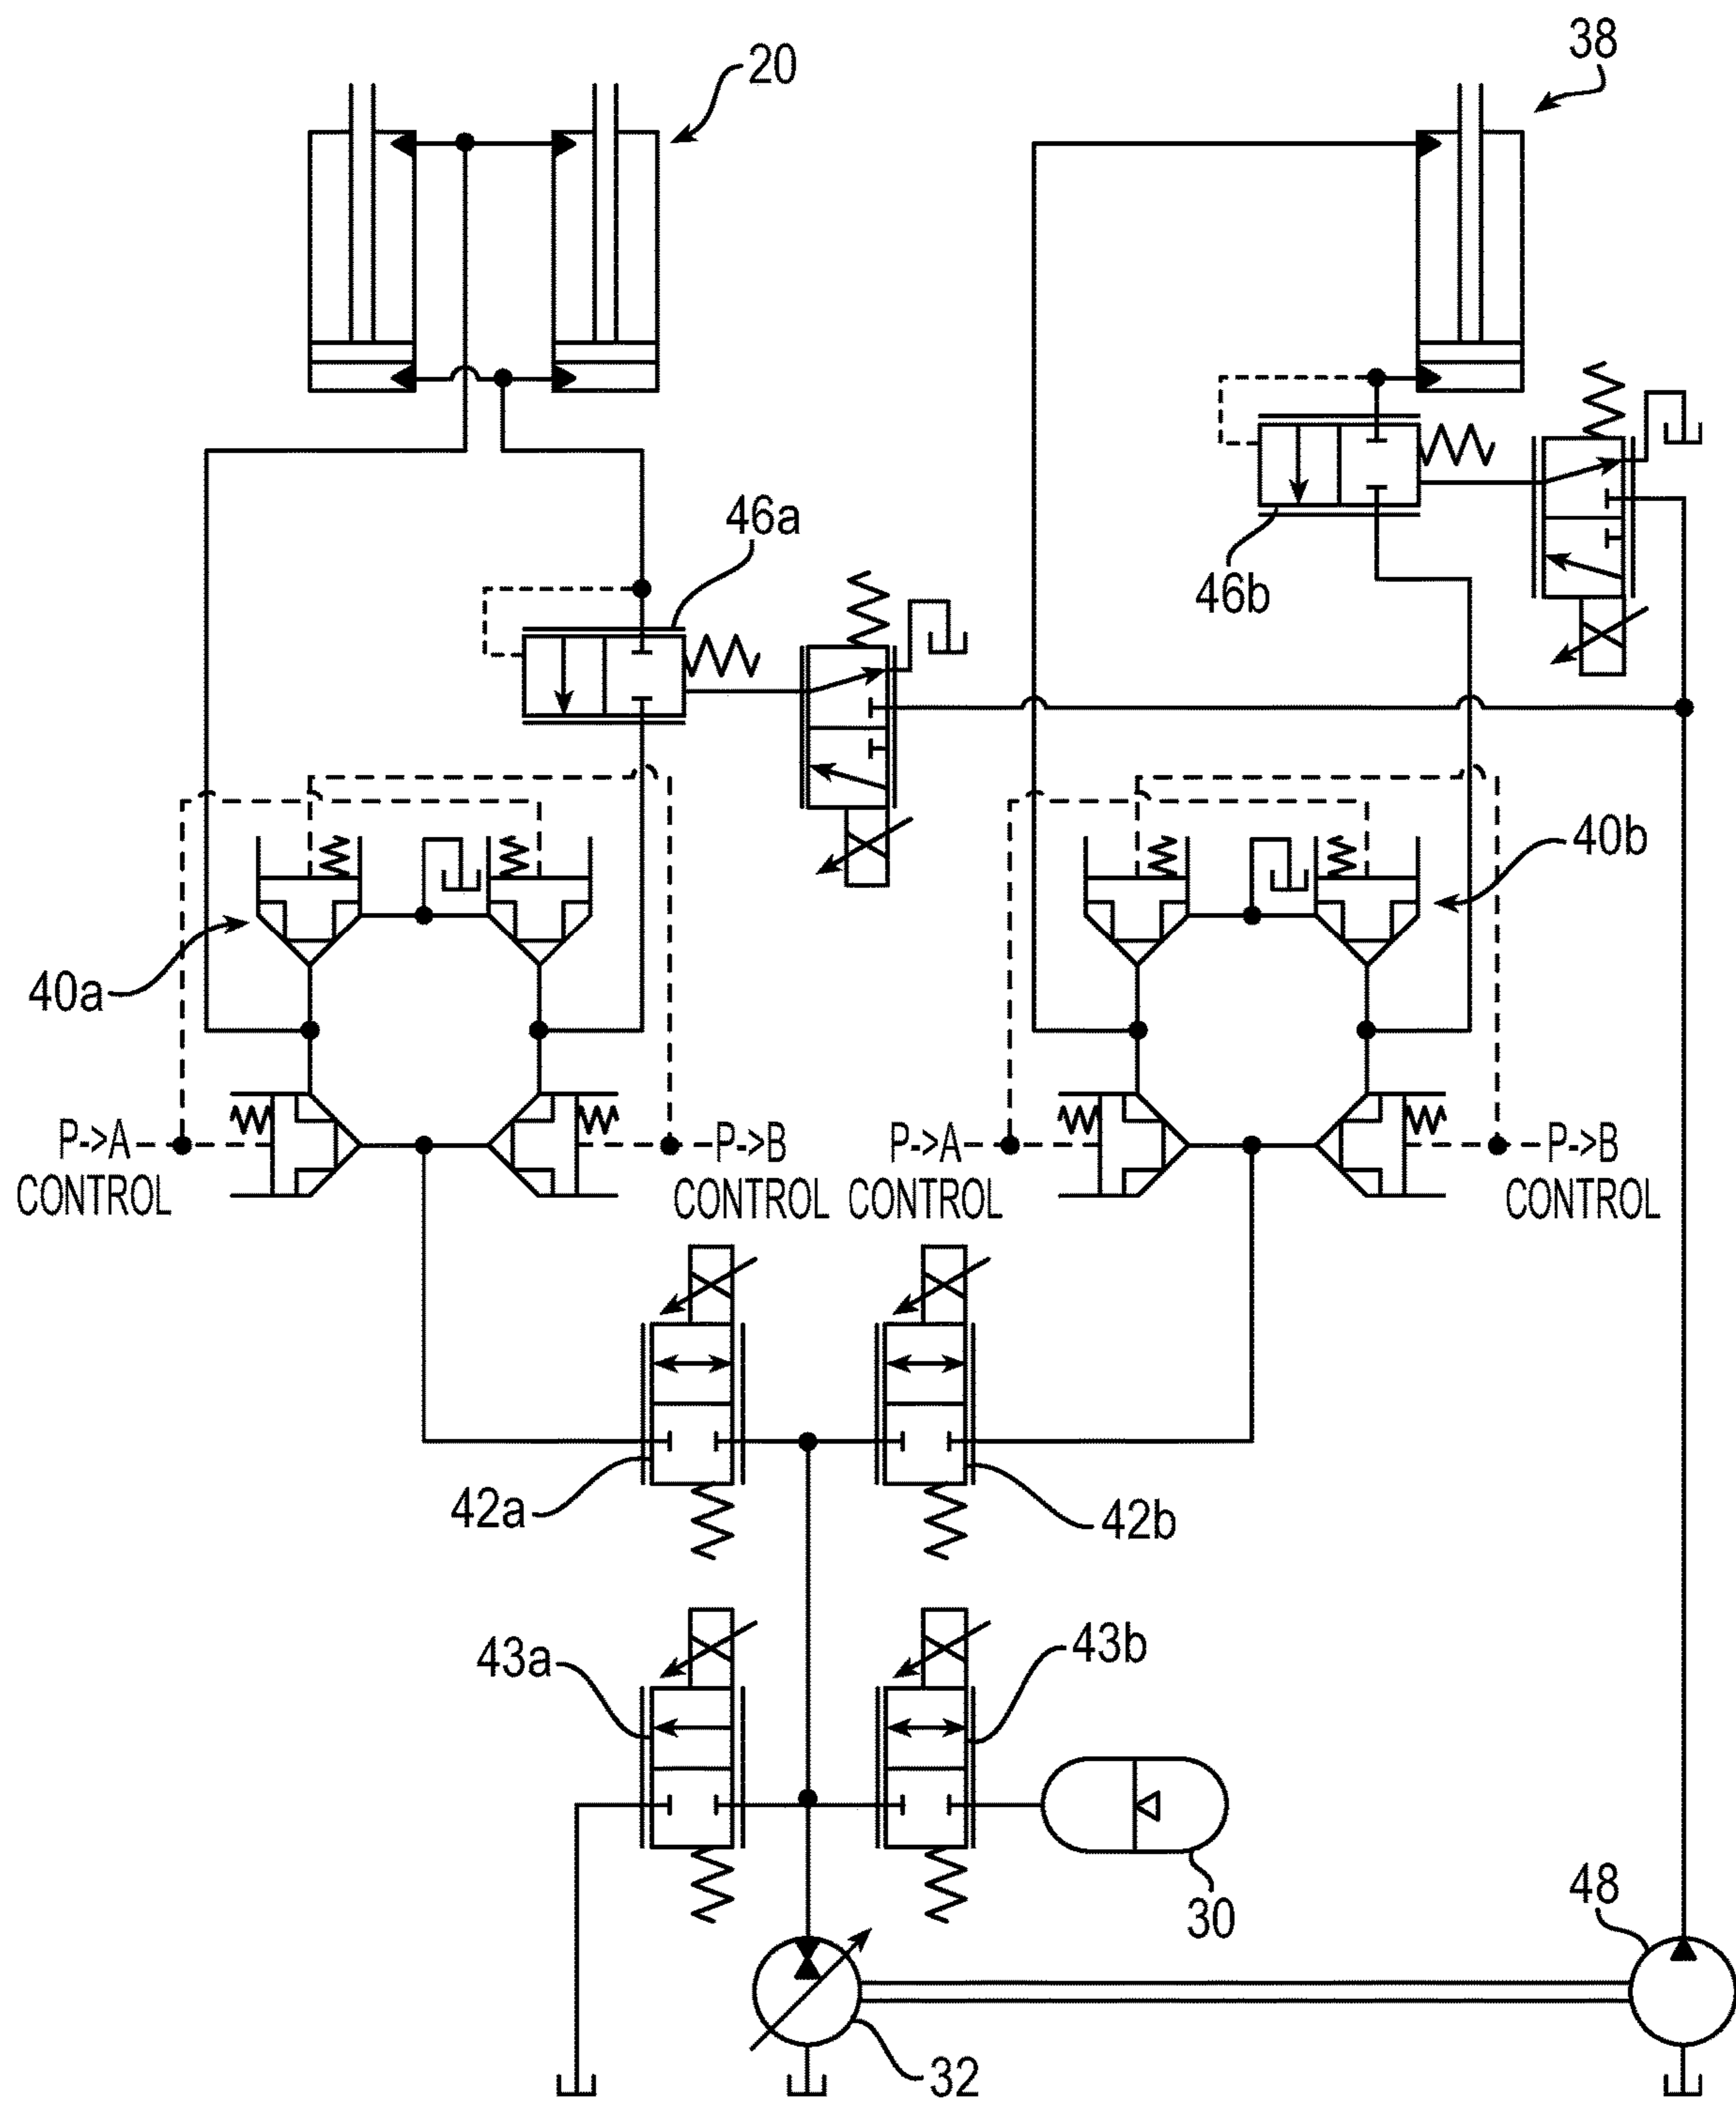 38
20
46a
46b
40b
40a
P->A
CONTROL
P->B
CONTROL
P->A
CONTROL
P->B
CONTROL
42a
42b
43a
43b
30
48
32